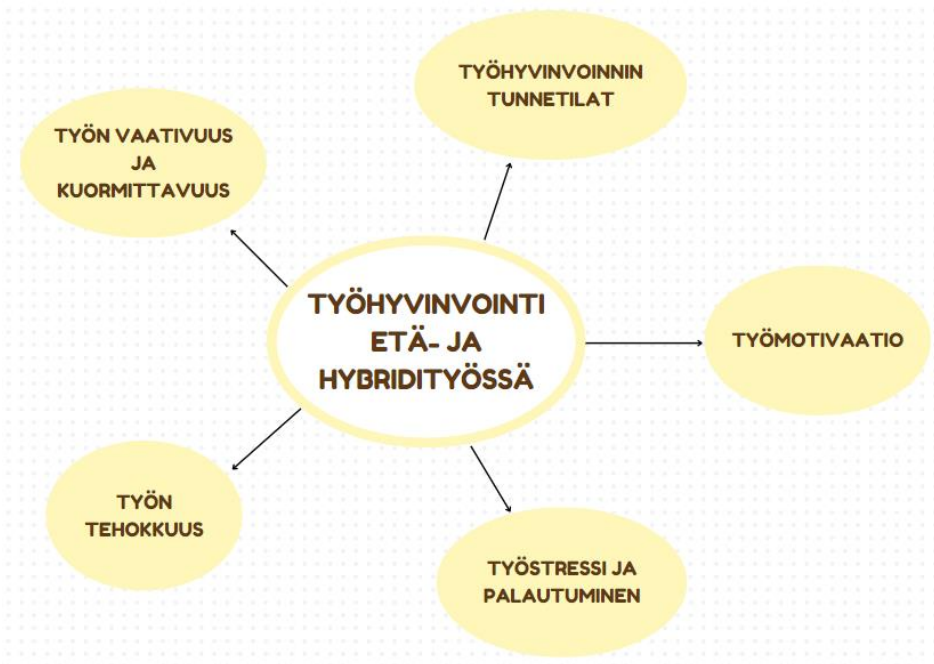 TYÖHYVINVOINNIN
TUNNETILAT
TYÖN VAATIVUUS
JA
KUORMITTAVUUS
TYÖHYVINVOINTI
ETÄ- JA
HYBRIDITYÖSSÄ
TYÖMOTIVAATIO
TYÖN
TEHOKKUUS
TYÖSTRESSI JA
PALAUTUMINEN